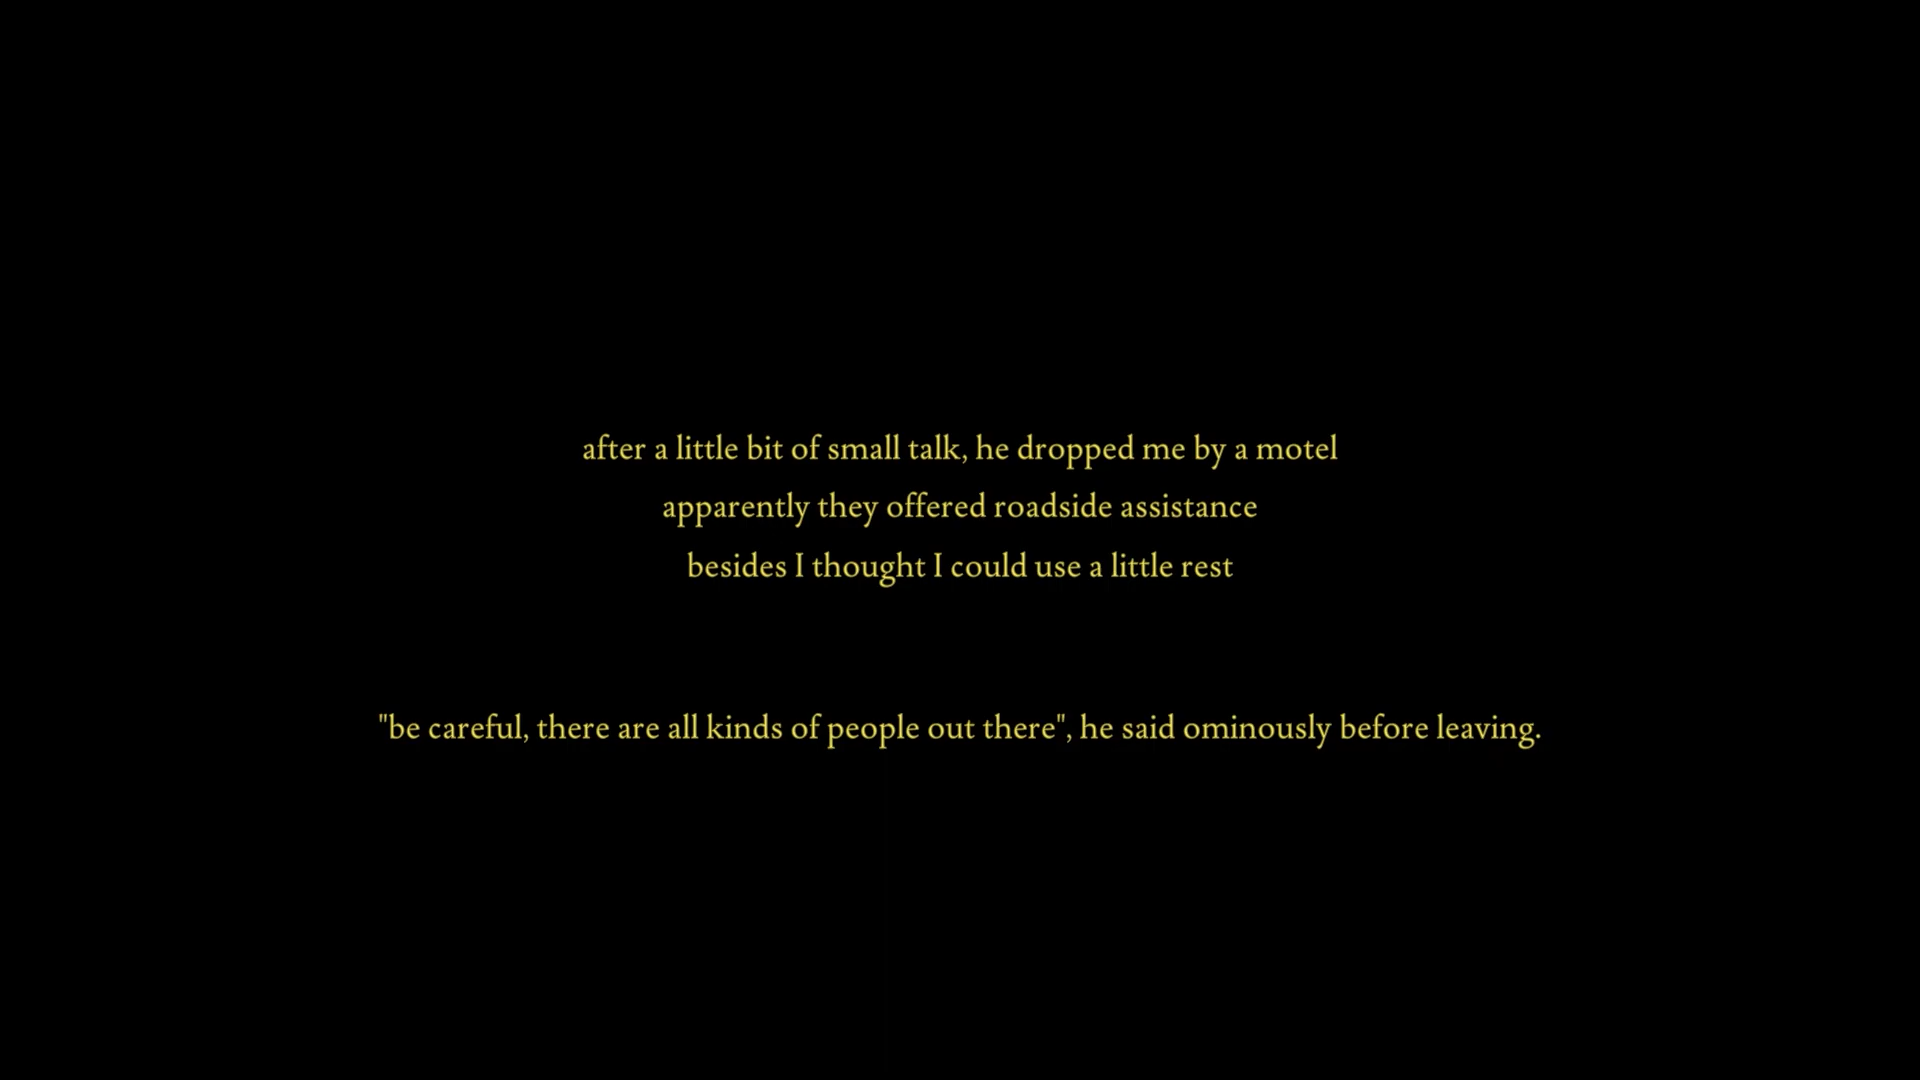 after a little bit of small talk, he dropped me by a motel
apparently they offered roadside assistance
besides I thought I could use a little rest
"be careful, there are all kinds of people out there", he said ominously before leaving.